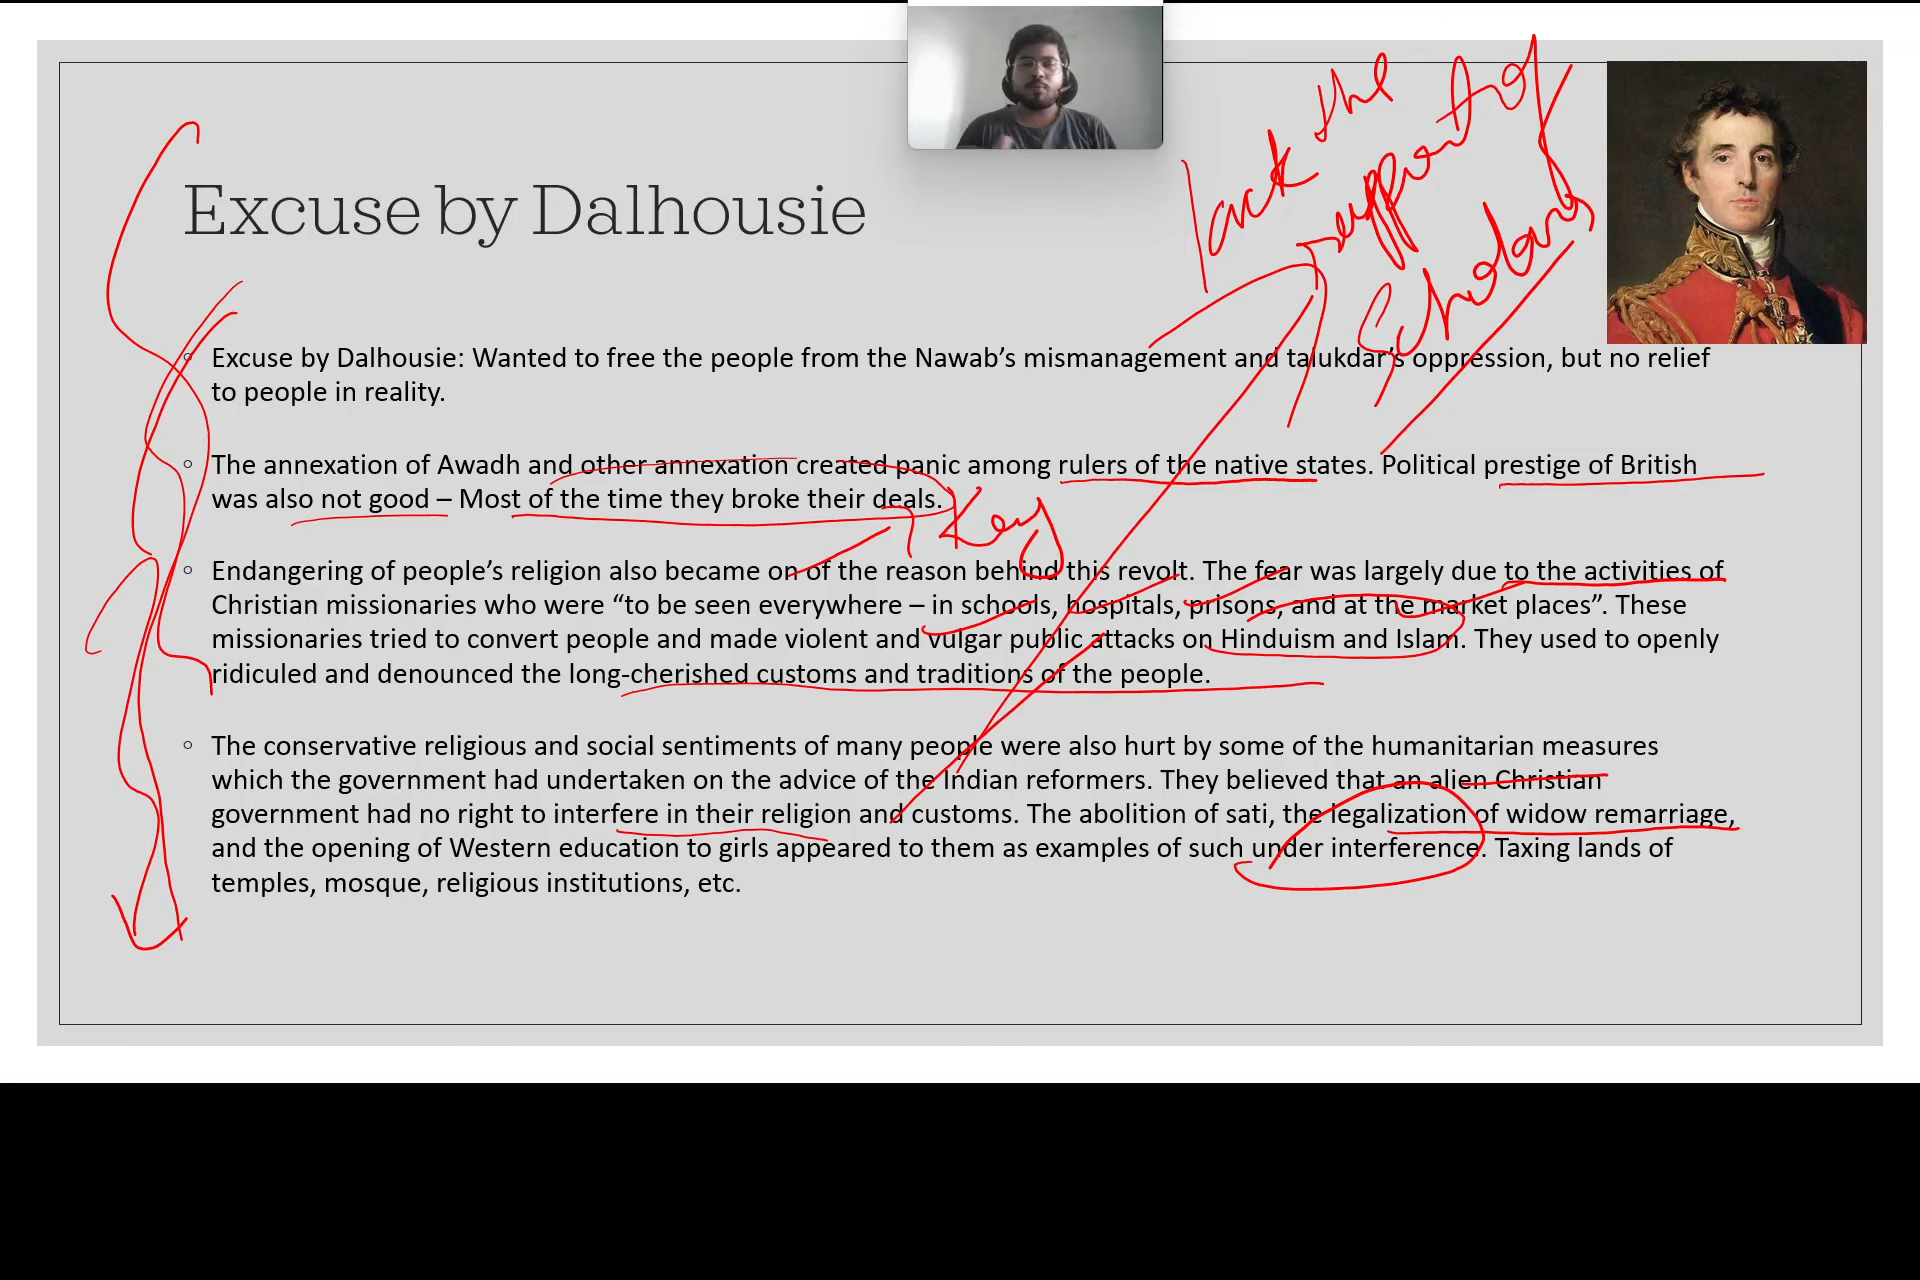 lack the
support of
Scholars
Excuse by Dalhousie
Excuse by Dalhousie: Wanted to free the people from the Nawab’s mismanagement and talukdar’s oppression, but no relief
to people in reality.
The annexation of Awadh and other annexation created panic among rulers of the native states. Political prestige of British
was also not good – Most of the time they broke their deals.
Key
Endangering of people’s religion also became on of the reason behind this revolt. The fear was largely due to the activities of
Christian missionaries who were “to be seen everywhere – in schools, hospitals, prisons, and at the market places”. These
missionaries tried to convert people and made violent and vulgar public attacks on Hinduism and Islam. They used to openly
ridiculed and denounced the long-cherished customs and traditions of the people.
The conservative religious and social sentiments of many people were also hurt by some of the humanitarian measures
which the government had undertaken on the advice of the Indian reformers. They believed that an alien Christian
government had no right to interfere in their religion and customs. The abolition of sati, the legalization of widow remarriage,
and the opening of Western education to girls appeared to them as examples of such under interference. Taxing lands of
temples, mosque, religious institutions, etc.